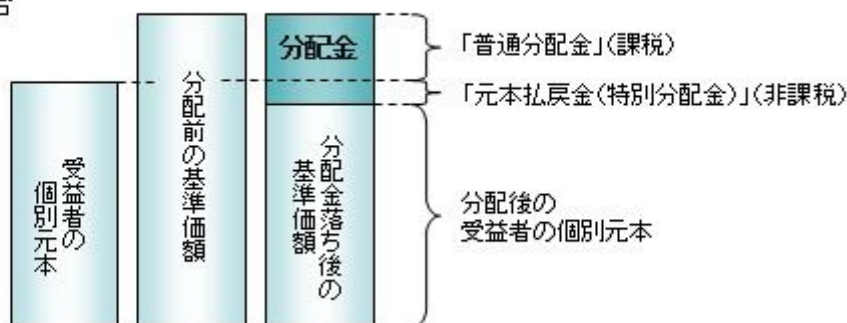 受益者の
個別元本
分配前の基準価額
分配金
分配金落ち後の
基準価額
「普通分配金」(課税)
「元本払戻金(特別分配金)」(非課税)
分配後の
受益者の個別元本